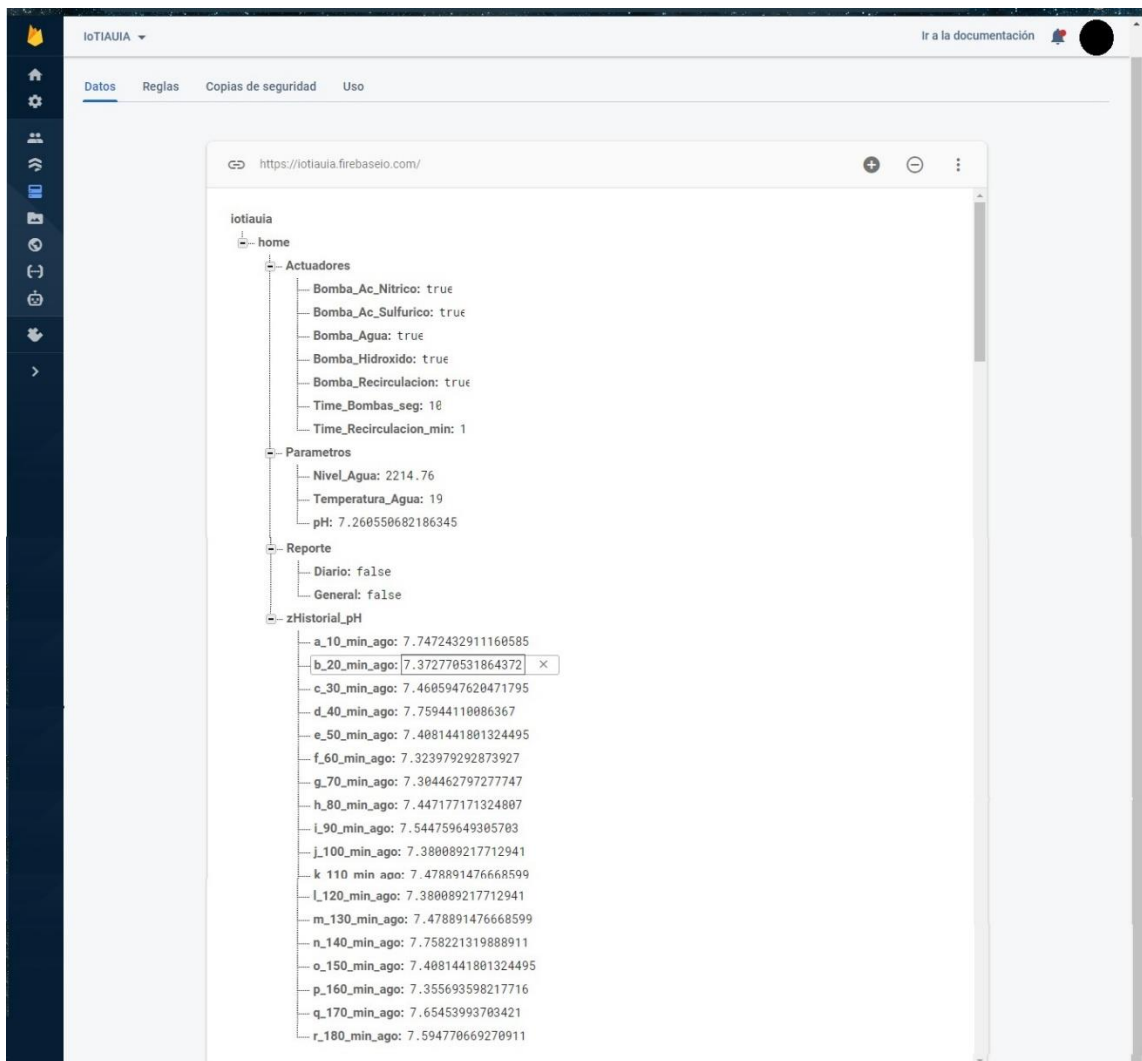 IoTIAUIA Ir a la documentación
Datos Reglas Copias de seguridad Uso
https://iotiauia.firebaseio.com/
iotiauia
home
Actuadores
Bomba_Ac_Nitrico: true
Bomba_Ac_Sulfurico: true
Bomba_Agua: true
Bomba_Hidroxido: true
Bomba_Recirculacion: true
Time_Bombas_seg: 10
Time_Recirculacion_min: 1
Parametros
Nivel_Agua: 2214.76
Temperatura_Agua: 19
pH: 7.260550682186345
Reporte
Diario: false
General: false
zHistorial_pH
a_10_min_ago: 7.7472432911160585
b_20_min_ago: 7.372770531864372
c_30_min_ago: 7.4605947620471795
d_40_min_ago: 7.75944110086367
e_50_min_ago: 7.4081441801324495
f_60_min_ago: 7.323979292873927
g_70_min_ago: 7.304462797277747
h_80_min_ago: 7.447177171324807
i_90_min_ago: 7.544759649305703
j_100_min_ago: 7.380089217712941
k_110_min_ago: 7.478891476668599
l_120_min_ago: 7.380089217712941
m_130_min_ago: 7.478891476668599
n_140_min_ago: 7.758221319888911
o_150_min_ago: 7.4081441801324495
p_160_min_ago: 7.355693598217716
q_170_min_ago: 7.65453993703421
r_180_min_ago: 7.594770669270911